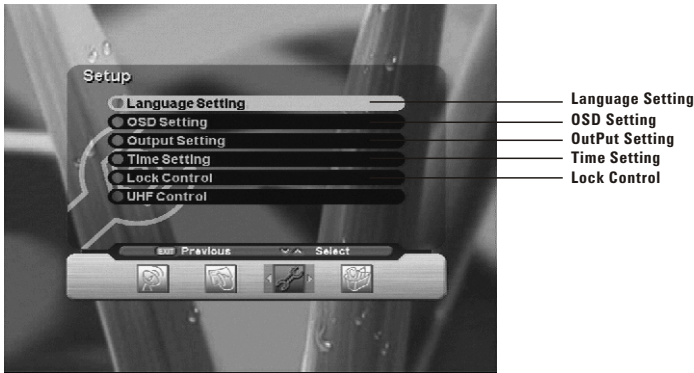 Setup
Language Setting
OSD Setting
Output Setting
Time Setting
Lock Control
UHF Control
EXIT Previous Select
Language Setting
OSD Setting
OutPut Setting
Time Setting
Lock Control